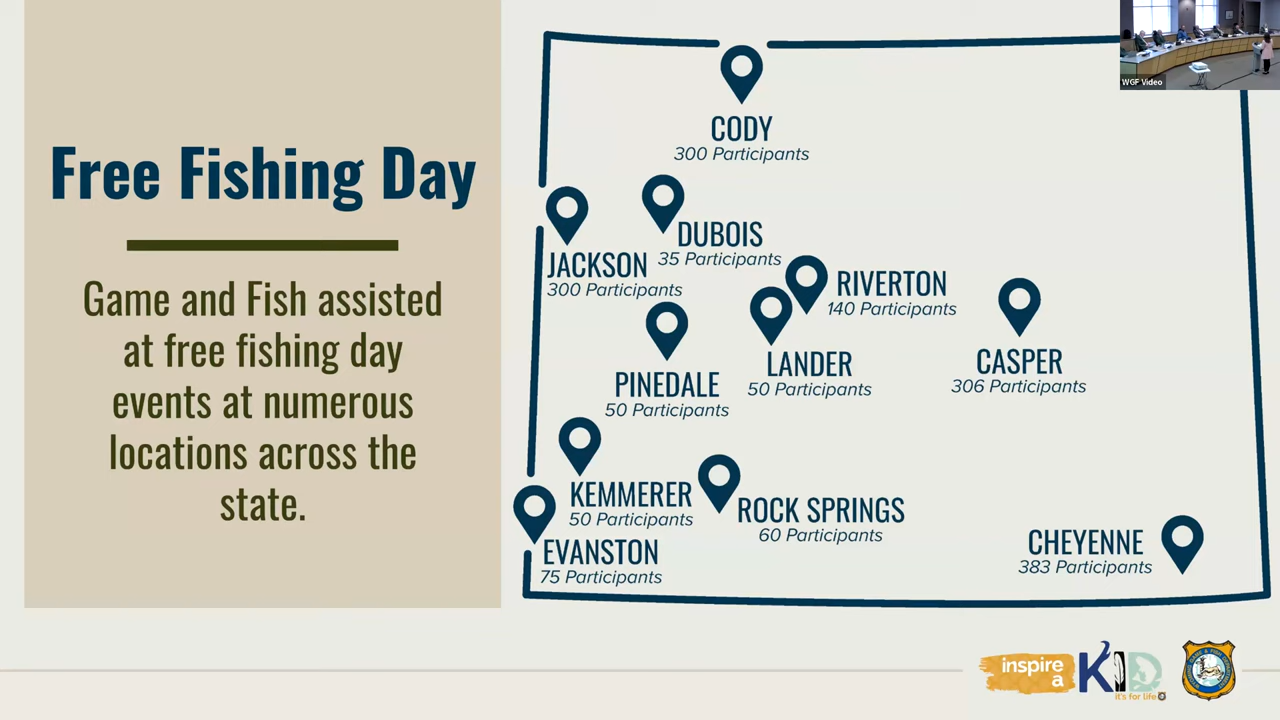 Free Fishing Day
Game and Fish assisted
at free fishing day
events at numerous
locations across the
state.
WGF Video
CODY
300 Participants
DUBOIS
35 Participants
JACKSON
300 Participants
RIVERTON
140 Participants
LANDER
50 Participants
CASPER
306 Participants
PINEDALE
50 Participants
KEMMERER
50 Participants
ROCK SPRINGS
60 Participants
EVANSTON
75 Participants
CHEYENNE
383 Participants
inspire
a
KID
it's for life